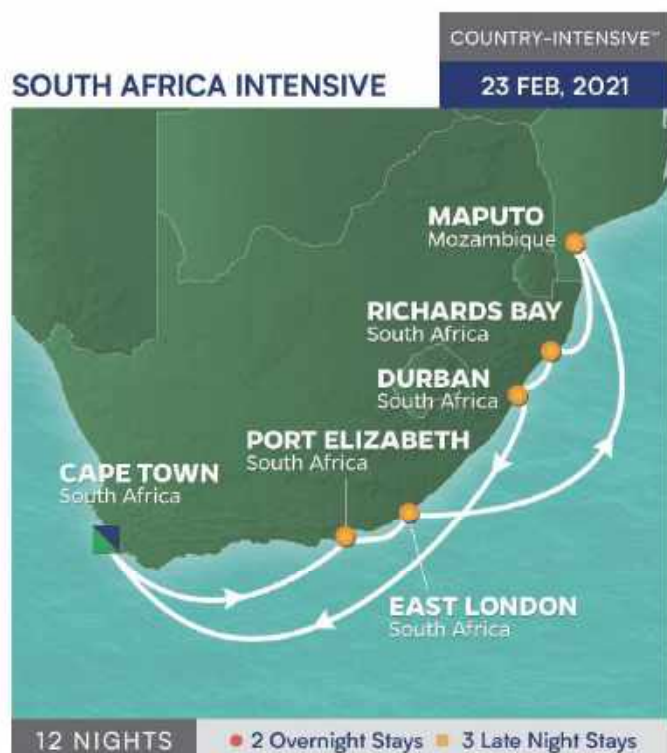 COUNTRY-INTENSIVE™
SOUTH AFRICA INTENSIVE
23 FEB, 2021
MAPUTO
Mozambique
RICHARDS BAY
South Africa
DURBAN
South Africa
PORT ELIZABETH
South Africa
CAPE TOWN
South Africa
EAST LONDON
South Africa
12 NIGHTS
2 Overnight Stays
3 Late Night Stays